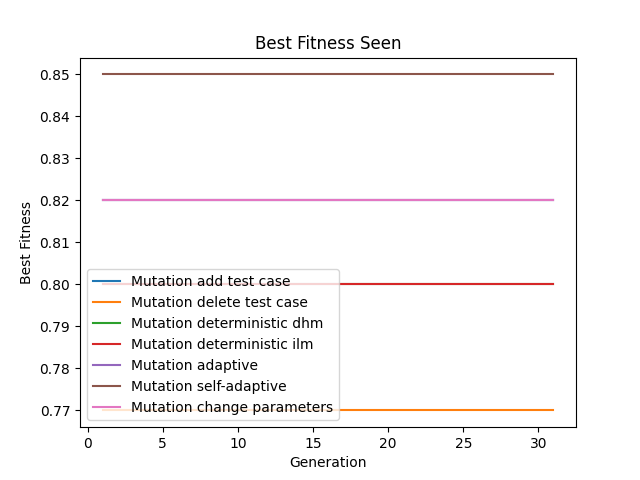 Best Fitness Seen
Best Fitness
0.85
0.84
0.83
0.82
0.81
0.80
0.79
0.78
0.77
Mutation add test case
Mutation delete test case
Mutation deterministic dhm
Mutation deterministic ilm
Mutation adaptive
Mutation self-adaptive
Mutation change parameters
0 5 10 15 20 25 30
Generation